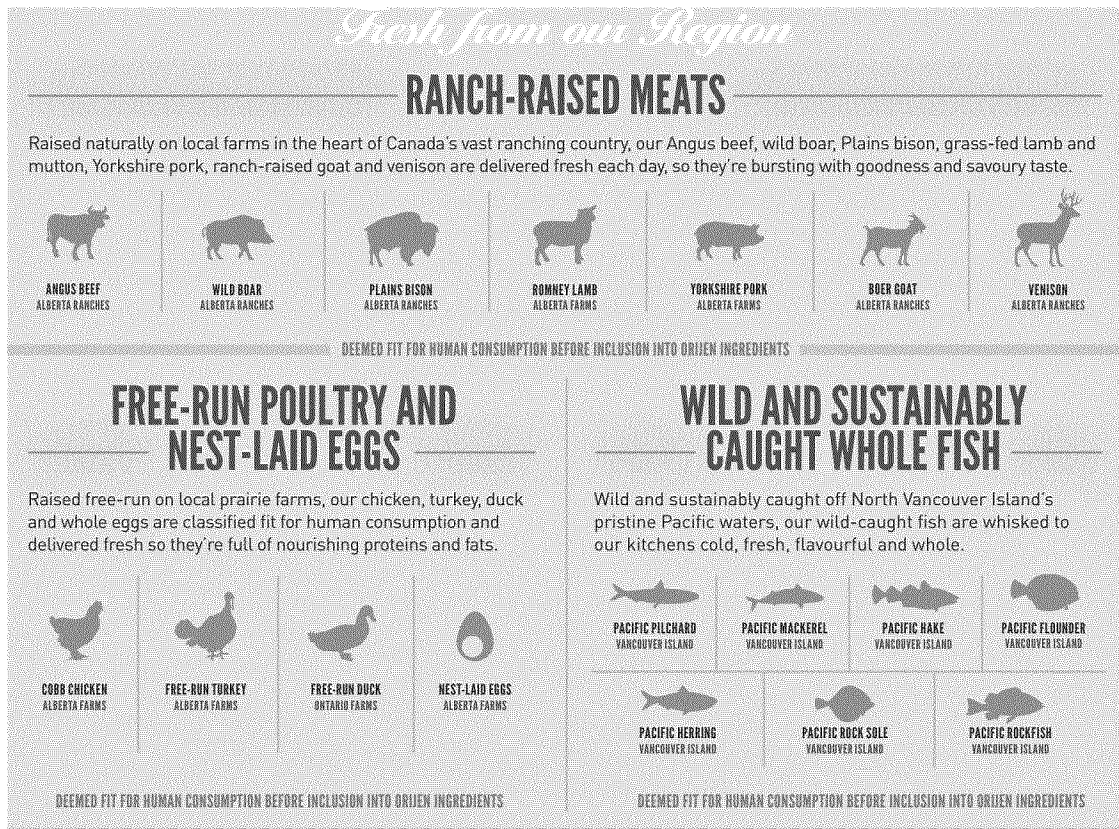 Fresh from our Region
RANCH-RAISED MEATS
Raised naturally on local farms in the heart of Canada's vast ranching country, our Angus beef, wild boar, Plains bison, grass-fed lamb and
mutton, Yorkshire pork, ranch-raised goat and venison are delivered fresh each day, so they're bursting with goodness and savoury taste.
ANGUS BEEF
ALBERTA RANCHES
WILD BOAR
ALBERTA RANCHES
PLAINS BISON
ALBERTA RANCHES
ROMNEY LAMB
ALBERTA FARMS
YORKSHIRE PORK
ALBERTA FARMS
BOER GOAT
ALBERTA RANCHES
VENISON
ALBERTA RANCHES
DEEMED FIT FOR HUMAN CONSUMPTION BEFORE INCLUSION INTO ORIJEN INGREDIENTS
FREE-RUN POULTRY AND
NEST-LAID EGGS
Raised free-run on local prairie farms, our chicken, turkey, duck
and whole eggs are classified fit for human consumption and
delivered fresh so they're full of nourishing proteins and fats.
COBB CHICKEN
ALBERTA FARMS
FREE-RUN TURKEY
ALBERTA FARMS
FREE-RUN DUCK
ONTARIO FARMS
NEST-LAID EGGS
ALBERTA FARMS
DEEMED FIT FOR HUMAN CONSUMPTION BEFORE INCLUSION INTO ORIJEN INGREDIENTS
WILD AND SUSTAINABLY
CAUGHT WHOLE FISH
Wild and sustainably caught off North Vancouver Island's
pristine Pacific waters, our wild-caught fish are whisked to
our kitchens cold, fresh, flavourful and whole.
PACIFIC PILCHARD
VANCOUVER ISLAND
PACIFIC MACKEREL
VANCOUVER ISLAND
PACIFIC HAKE
VANCOUVER ISLAND
PACIFIC FLOUNDER
VANCOUVER ISLAND
PACIFIC HERRING
VANCOUVER ISLAND
PACIFIC ROCK SOLE
VANCOUVER ISLAND
PACIFIC ROCKFISH
VANCOUVER ISLAND
DEEMED FIT FOR HUMAN CONSUMPTION BEFORE INCLUSION INTO ORIJEN INGREDIENTS